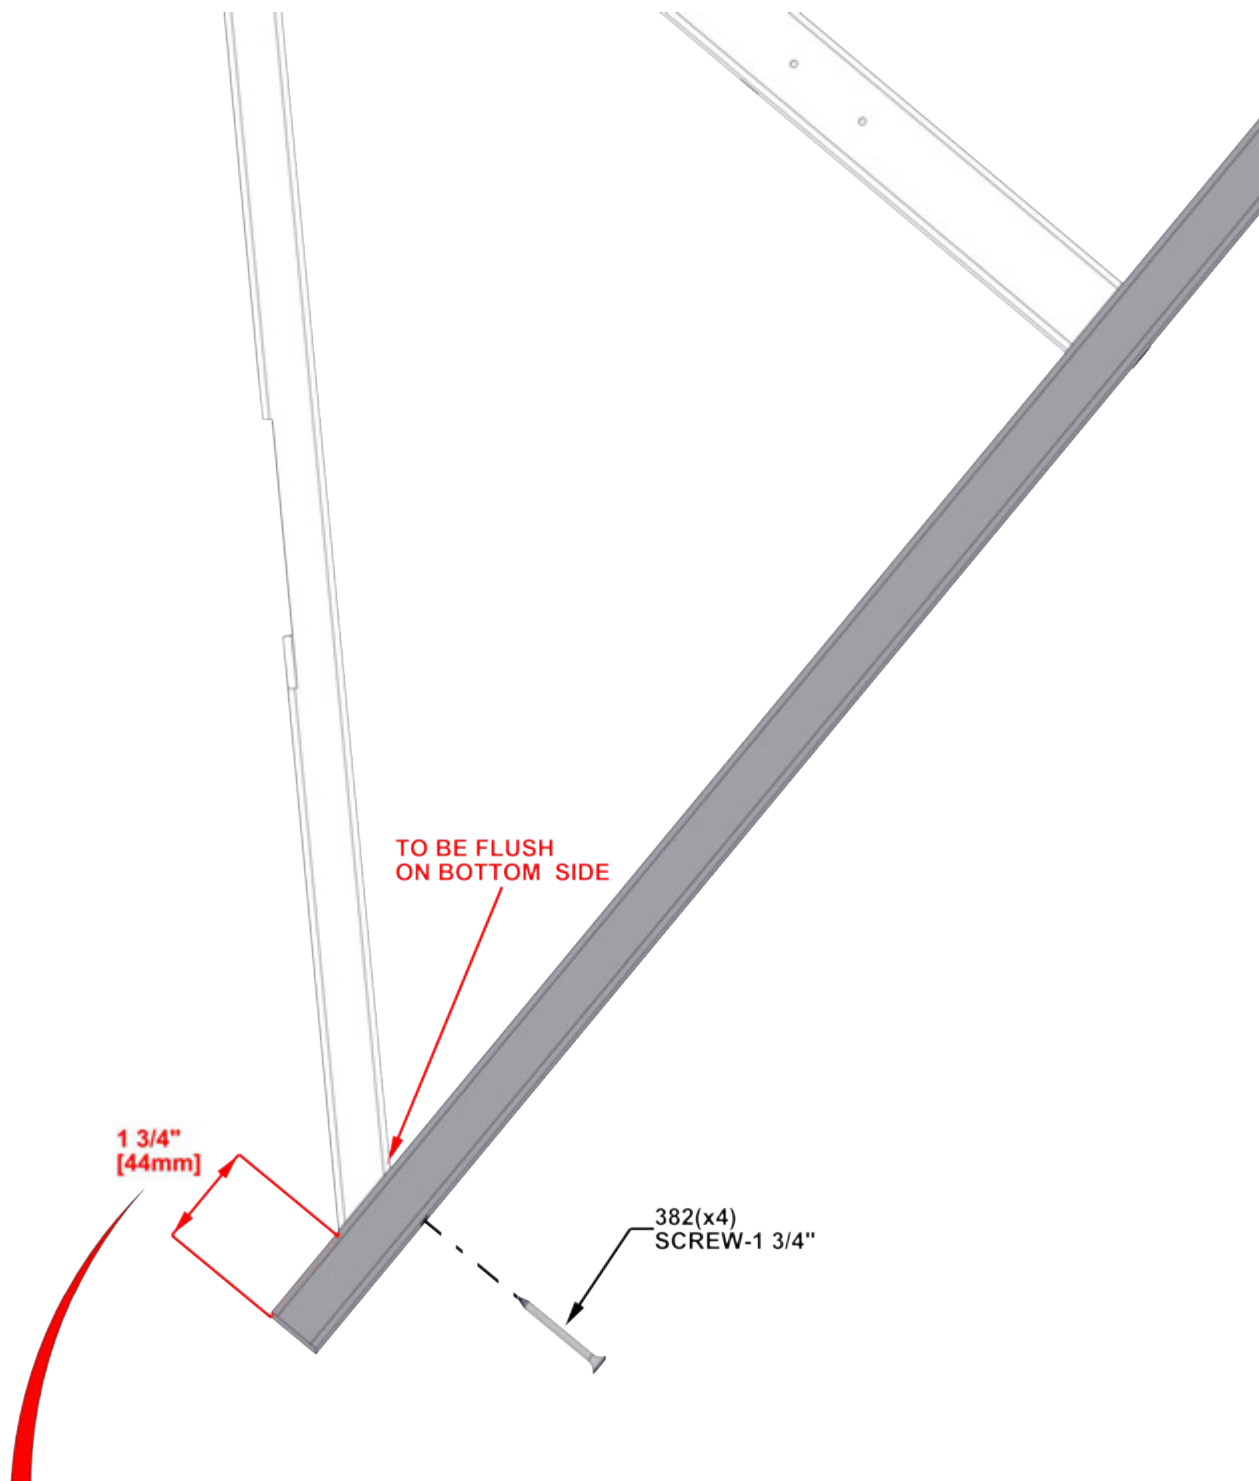 TO BE FLUSH
ON BOTTOM SIDE
1 3/4"
[44mm]
382(x4)
SCREW-1 3/4"